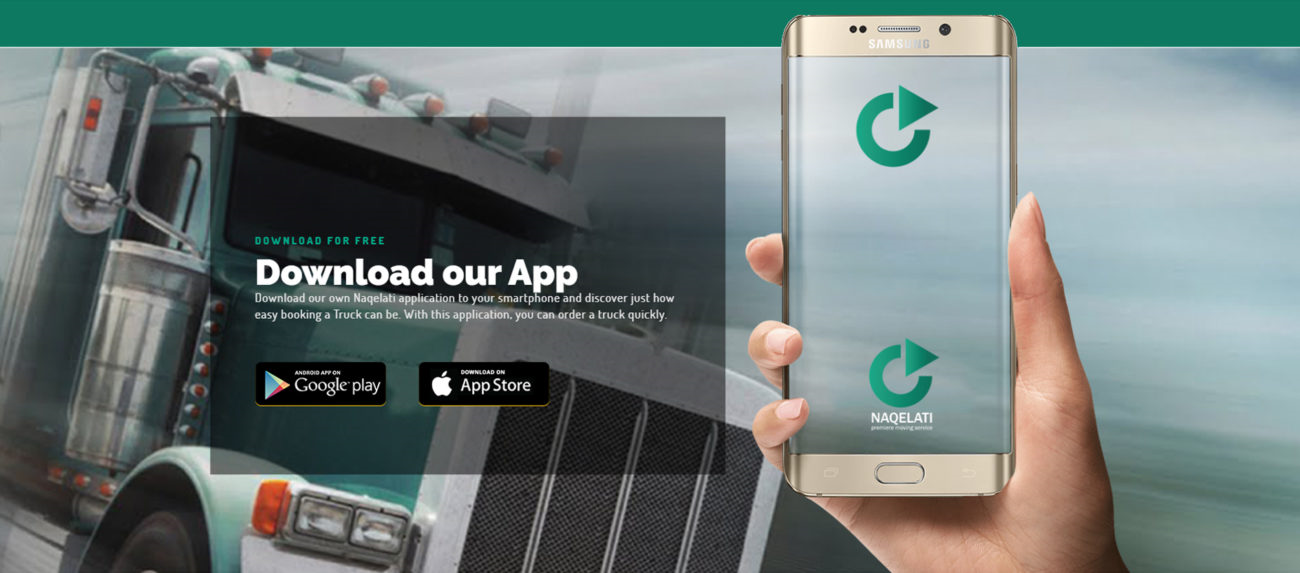 SAMSUNG
DOWNLOAD FOR FREE
Download our App
Download our own Naqelati application to your smartphone and discover just how
easy booking a Truck can be. With this application, you can order a truck quickly.
ANDROID APP ON
Google play
DOWNLOAD ON
App Store
NAQELATI
premiere moving service